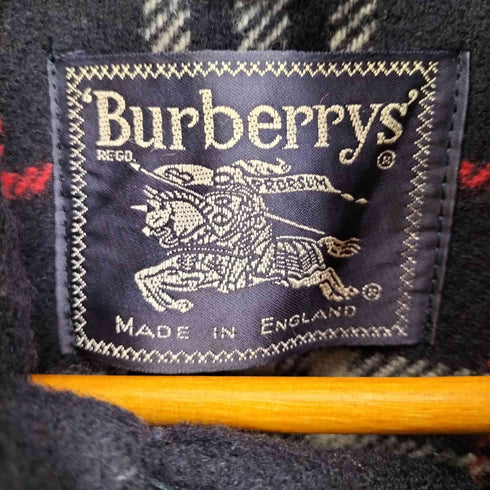 'Burberrys'®
REGD.
PRORSUM
®
MADE IN ENGLAND